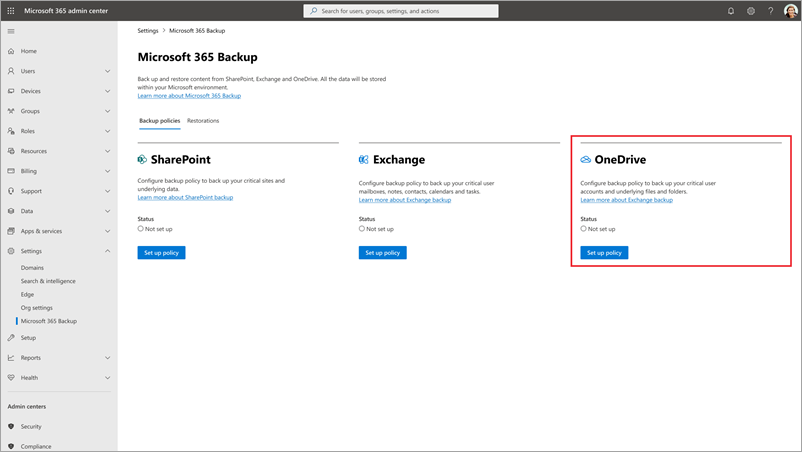 Microsoft 365 admin center
Search for users, groups, settings, and actions
Home
Users
Devices
Groups
Roles
Resources
Billing
Support
Data
Apps & services
Settings
Domains
Search & intelligence
Edge
Org settings
Microsoft 365 Backup
Setup
Reports
Health
Admin centers
Security
Compliance
Settings > Microsoft 365 Backup
Microsoft 365 Backup
Back up and restore content from SharePoint, Exchange and OneDrive. All the data will be stored
within your Microsoft environment.
Learn more about Microsoft 365 Backup
Backup policies
Restorations
SharePoint
Configure backup policy to back up your critical sites and
underlying data.
Learn more about SharePoint backup
Status
Not set up
Set up policy
Exchange
Configure backup policy to back up your critical user
mailboxes, notes, contacts, calendars and tasks.
Learn more about Exchange backup
Status
Not set up
Set up policy
OneDrive
Configure backup policy to back up your critical user
accounts and underlying files and folders.
Learn more about Exchange backup
Status
Not set up
Set up policy